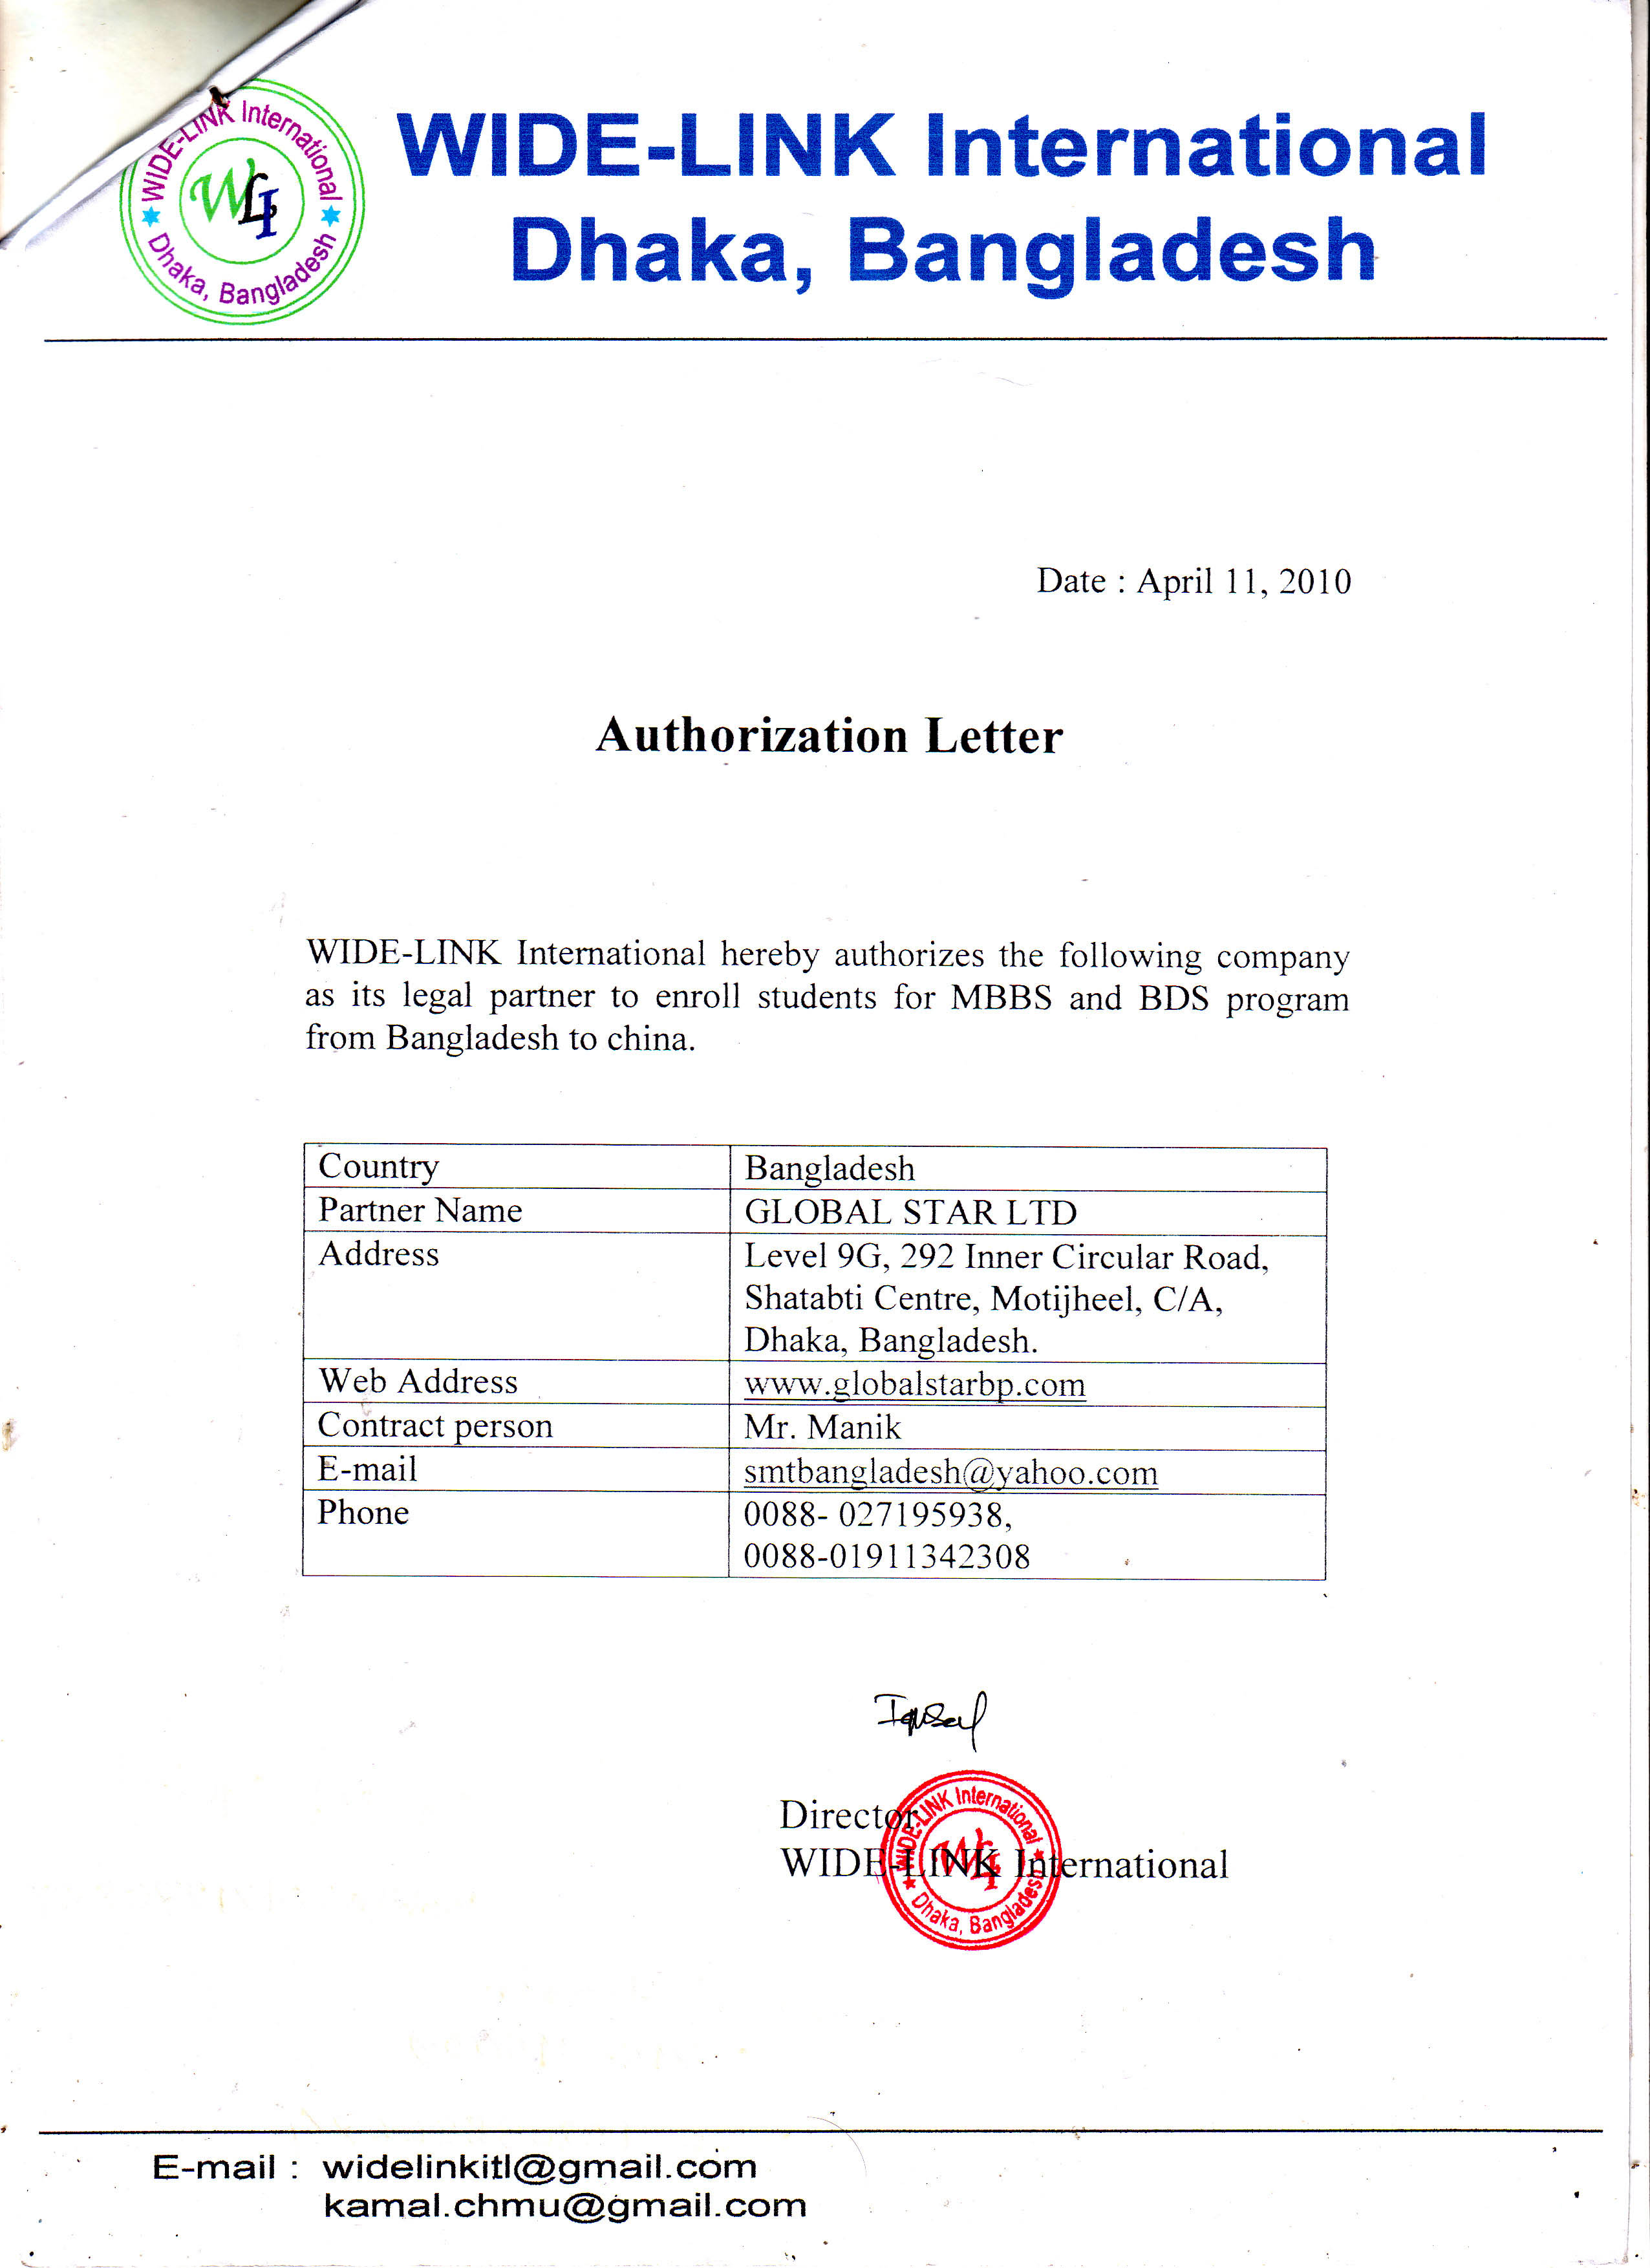 WIDE-LINK International
Dhaka, Bangladesh
WIDE-LINK International
Dhaka, Bangladesh
WLI
Date : April 11, 2010
Authorization Letter
WIDE-LINK International hereby authorizes the following company
as its legal partner to enroll students for MBBS and BDS program
from Bangladesh to china.
Country Bangladesh
Partner Name GLOBAL STAR LTD
Address Level 9G, 292 Inner Circular Road,
Shatabti Centre, Motijheel, C/A,
Dhaka, Bangladesh.
Web Address www.globalstarbp.com
Contract person Mr. Manik
E-mail smtbangladesh@yahoo.com
Phone 0088- 027195938,
0088-01911342308
Director
WIDE-LINK International
WIDE-LINK International
Dhaka, Bangladesh
WLI
E-mail : widelinkitl@gmail.com
kamal.chmu@gmail.com